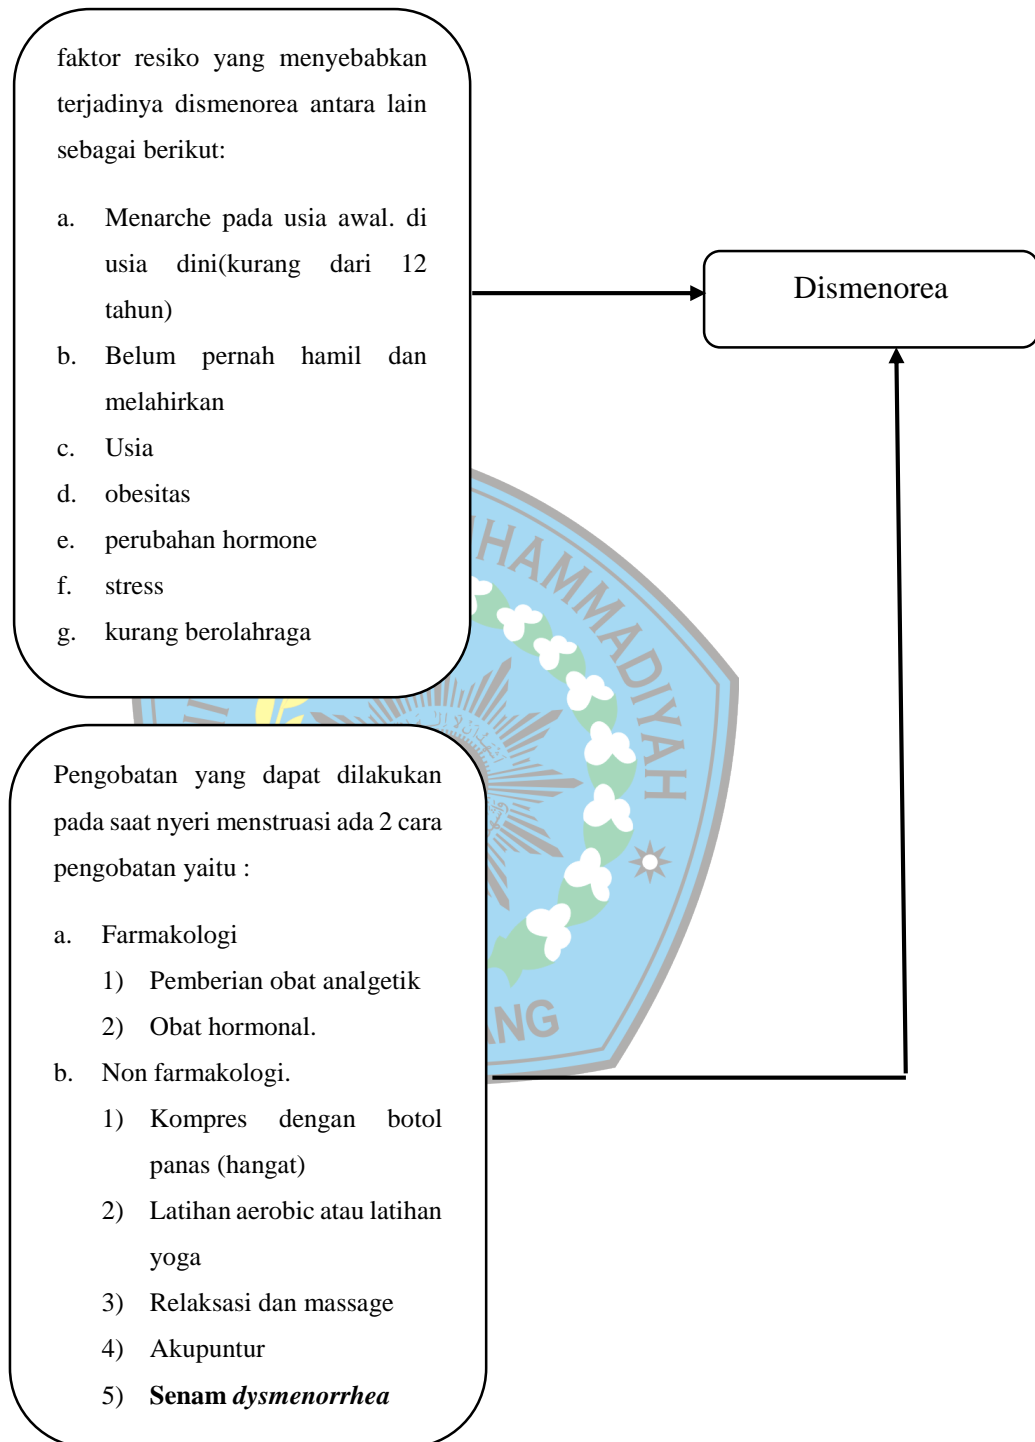 faktor resiko yang menyebabkan
terjadinya dismenorea antara lain
sebagai berikut:
a. Menarche pada usia awal. di
usia dini(kurang dari 12
tahun)
b. Belum pernah hamil dan
melahirkan
c. Usia
d. obesitas
e. perubahan hormone
f. stress
g. kurang berolahraga
Dismenorea
Pengobatan yang dapat dilakukan
pada saat nyeri menstruasi ada 2 cara
pengobatan yaitu :
a. Farmakologi
1) Pemberian obat analgetik
2) Obat hormonal.
b. Non farmakologi.
1) Kompres dengan botol
panas (hangat)
2) Latihan aerobic atau latihan
yoga
3) Relaksasi dan massage
4) Akupuntur
5) Senam dysmenorrhea